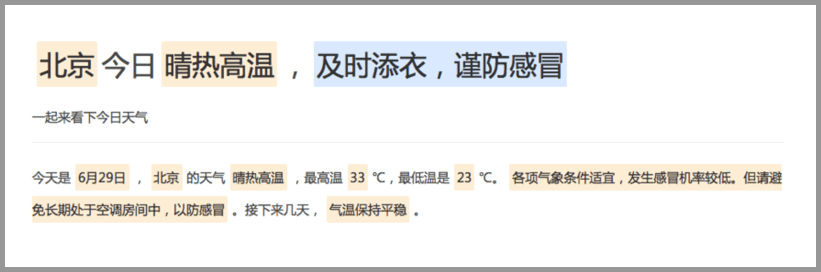 北京今日晴热高温，及时添衣，谨防感冒
一起来看下今日天气
今天是 6月29日 ， 北京 的天气 晴热高温 ，最高温 33 ℃，最低温是 23 ℃。 各项气象条件适宜，发生感冒机率较低。但请避
免长期处于空调房间中，以防感冒 。接下来几天， 气温保持平稳 。